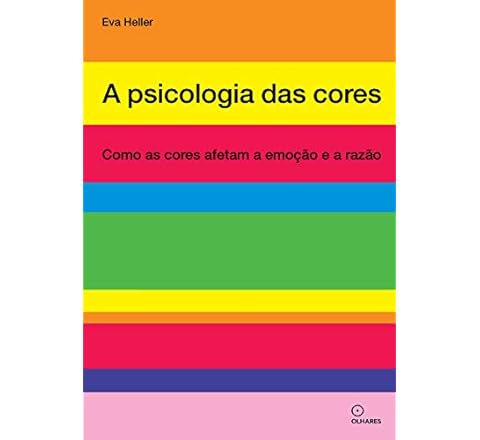 Eva Heller
A psicologia das cores
Como as cores afetam a emoção e a razão
OLHARES